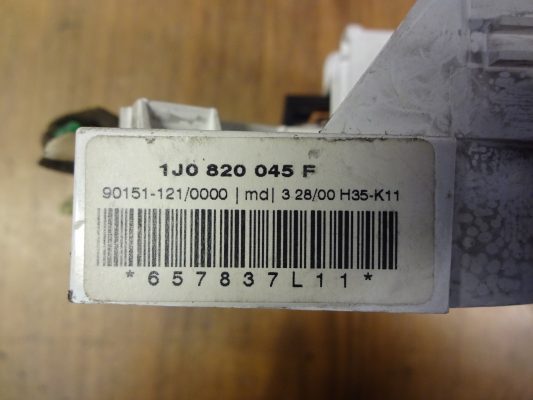 1J0 820 045 F
90151-121/0000 | md| 3 28/00 H35-K11
*657837L11*